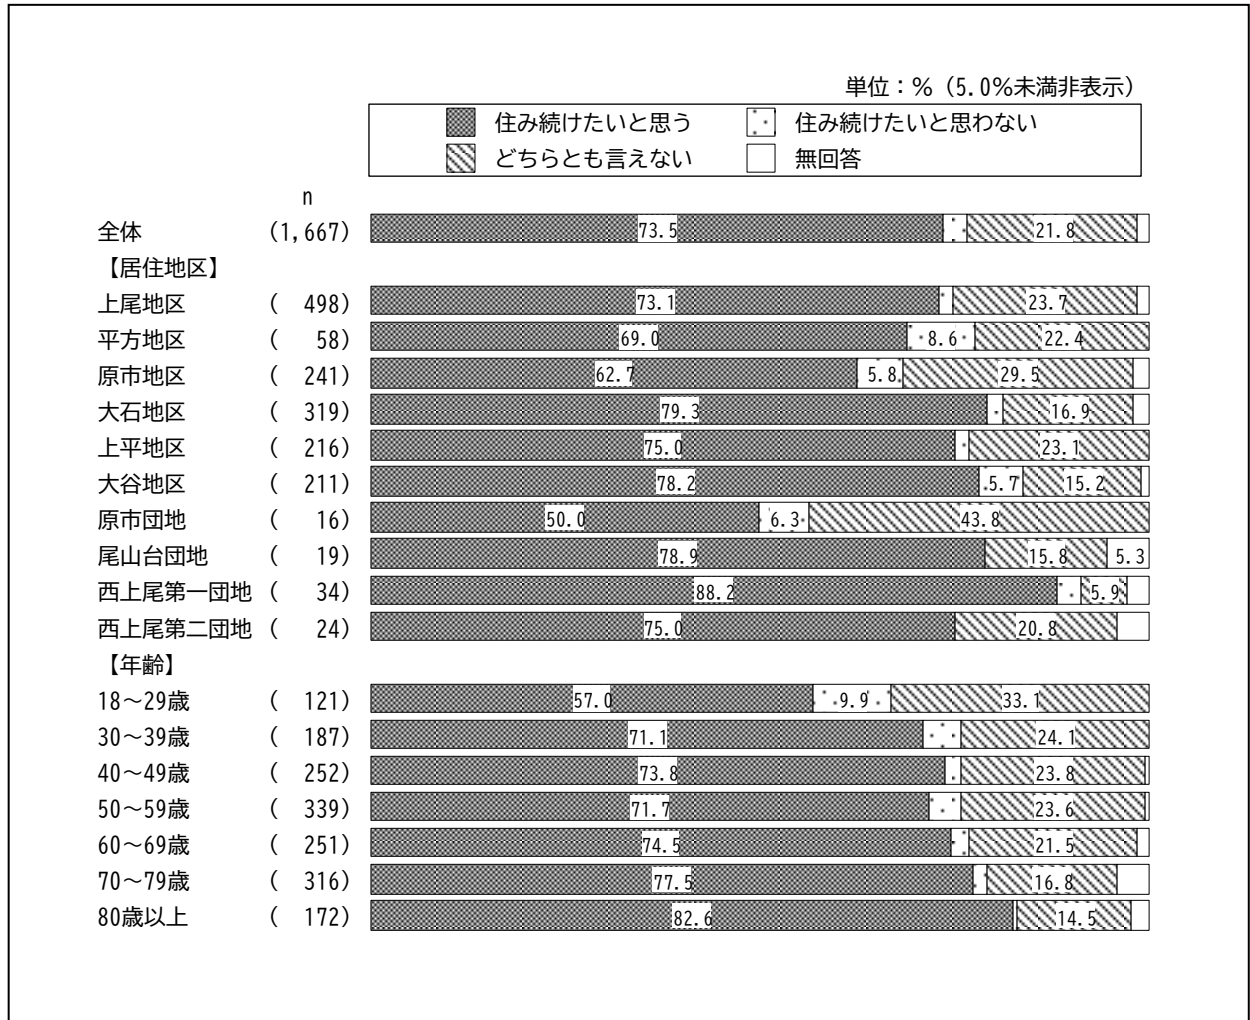 単位：％（5.0％未満非表示）
住み続けたいと思う 住み続けたいと思わない
どちらとも言えない 無回答
n
全体 (1,667) 73.5 21.8
【居住地区】
上尾地区 ( 498) 73.1 23.7
平方地区 ( 58) 69.0 8.6 22.4
原市地区 ( 241) 62.7 5.8 29.5
大石地区 ( 319) 79.3 16.9
上平地区 ( 216) 75.0 23.1
大谷地区 ( 211) 78.2 5.7 15.2
原市団地 ( 16) 50.0 6.3 43.8
尾山台団地 ( 19) 78.9 15.8 5.3
西上尾第一団地 ( 34) 88.2 5.9
西上尾第二団地 ( 24) 75.0 20.8
【年齢】
18～29歳 ( 121) 57.0 9.9 33.1
30～39歳 ( 187) 71.1 24.1
40～49歳 ( 252) 73.8 23.8
50～59歳 ( 339) 71.7 23.6
60～69歳 ( 251) 74.5 21.5
70～79歳 ( 316) 77.5 16.8
80歳以上 ( 172) 82.6 14.5